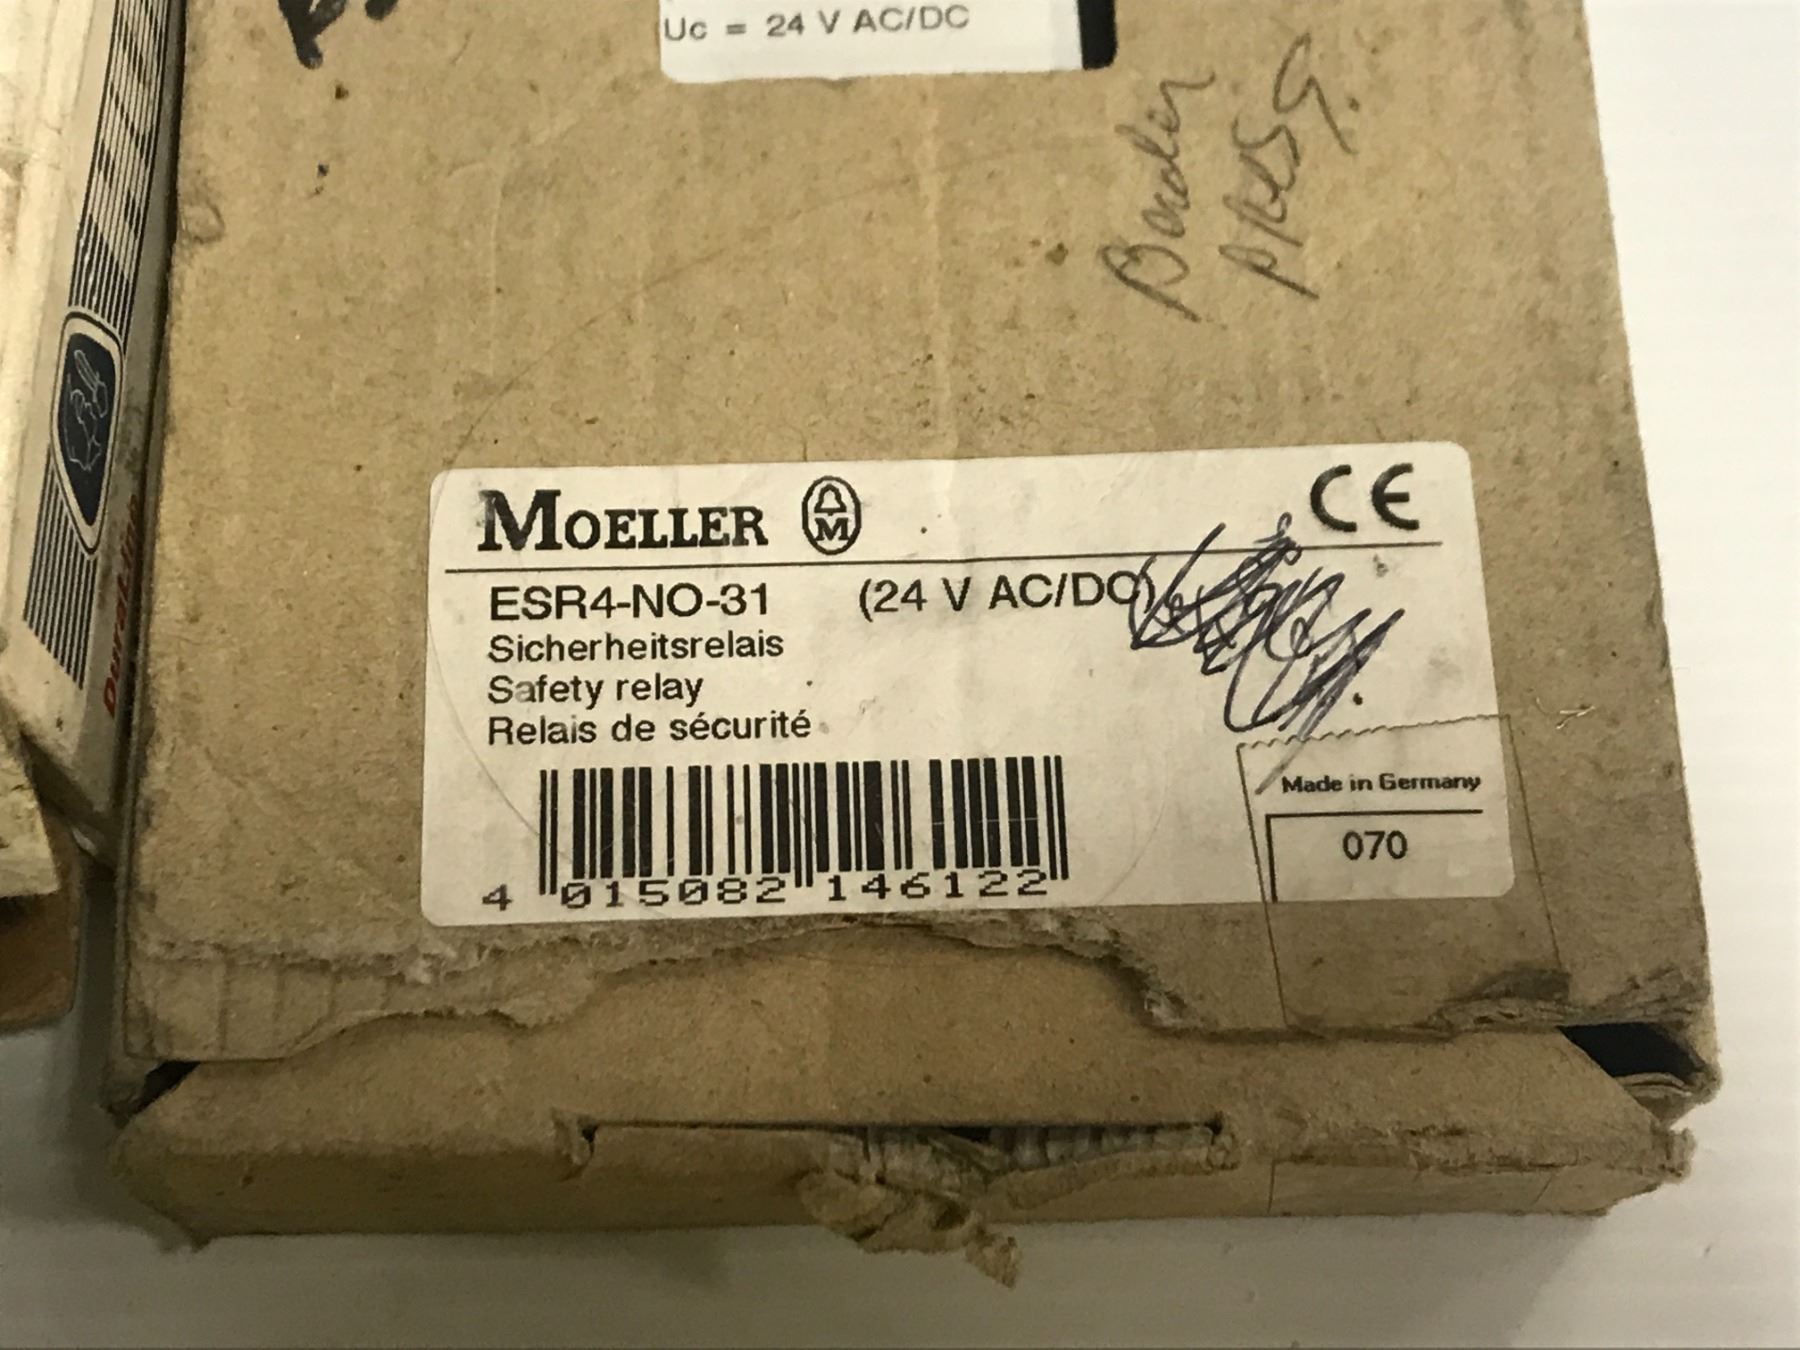 Uc = 24 V AC/DC
MOELLER
CE
ESR4-NO-31 (24 V AC/DC)
Sicherheitsrelais
Safety relay
Relais de sécurité
Made in Germany
070
4 015082 146122